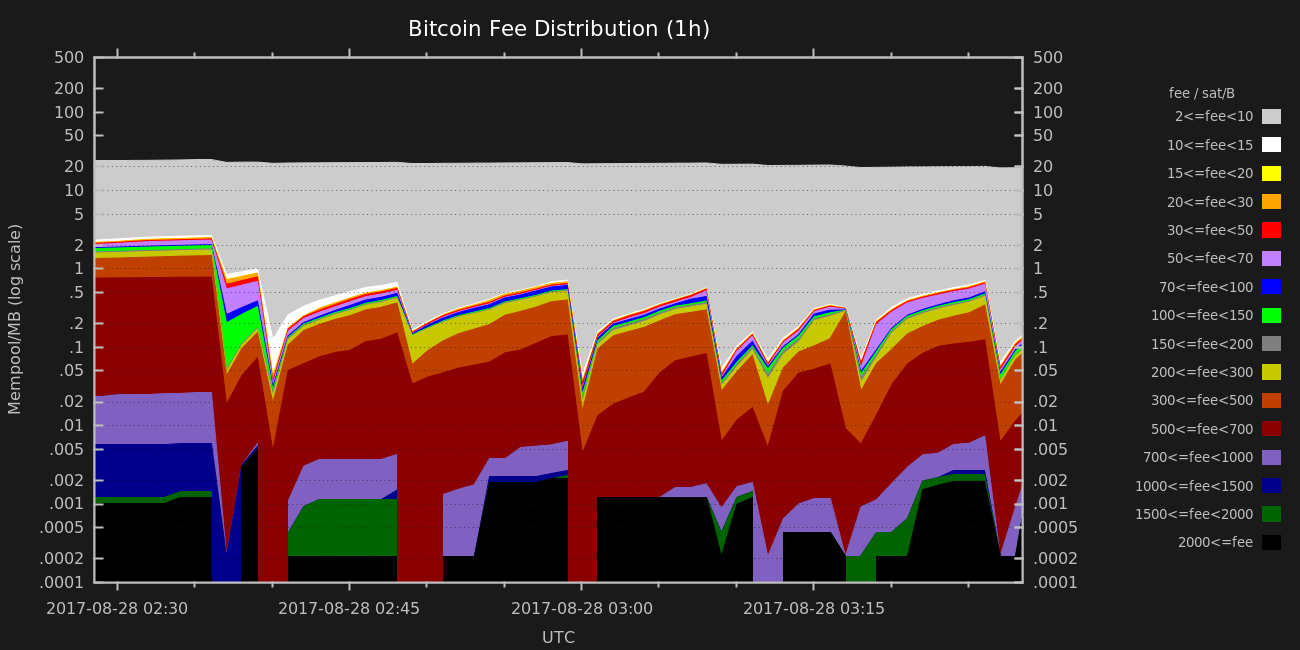 Bitcoin Fee Distribution (1h)
500 500
200 200
100 100
50 50
20 20
10 10
5 5
2 2
1 1
.5 .5
.2 .2
.1 .1
.05 .05
.02 .02
.01 .01
.005 .005
.002 .002
.001 .001
.0005 .0005
.0002 .0002
.0001 .0001
Mempool/MB (log scale)
2017-08-28 02:30 2017-08-28 02:45 2017-08-28 03:00 2017-08-28 03:15
UTC
fee / sat/B
2<=fee<10
10<=fee<15
15<=fee<20
20<=fee<30
30<=fee<50
50<=fee<70
70<=fee<100
100<=fee<150
150<=fee<200
200<=fee<300
300<=fee<500
500<=fee<700
700<=fee<1000
1000<=fee<1500
1500<=fee<2000
2000<=fee